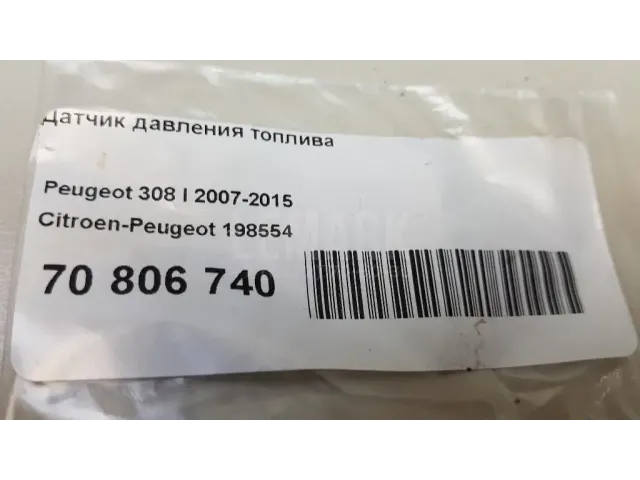 Датчик давления топлива
Peugeot 308 I 2007-2015
Citroen-Peugeot 198554
70 806 740